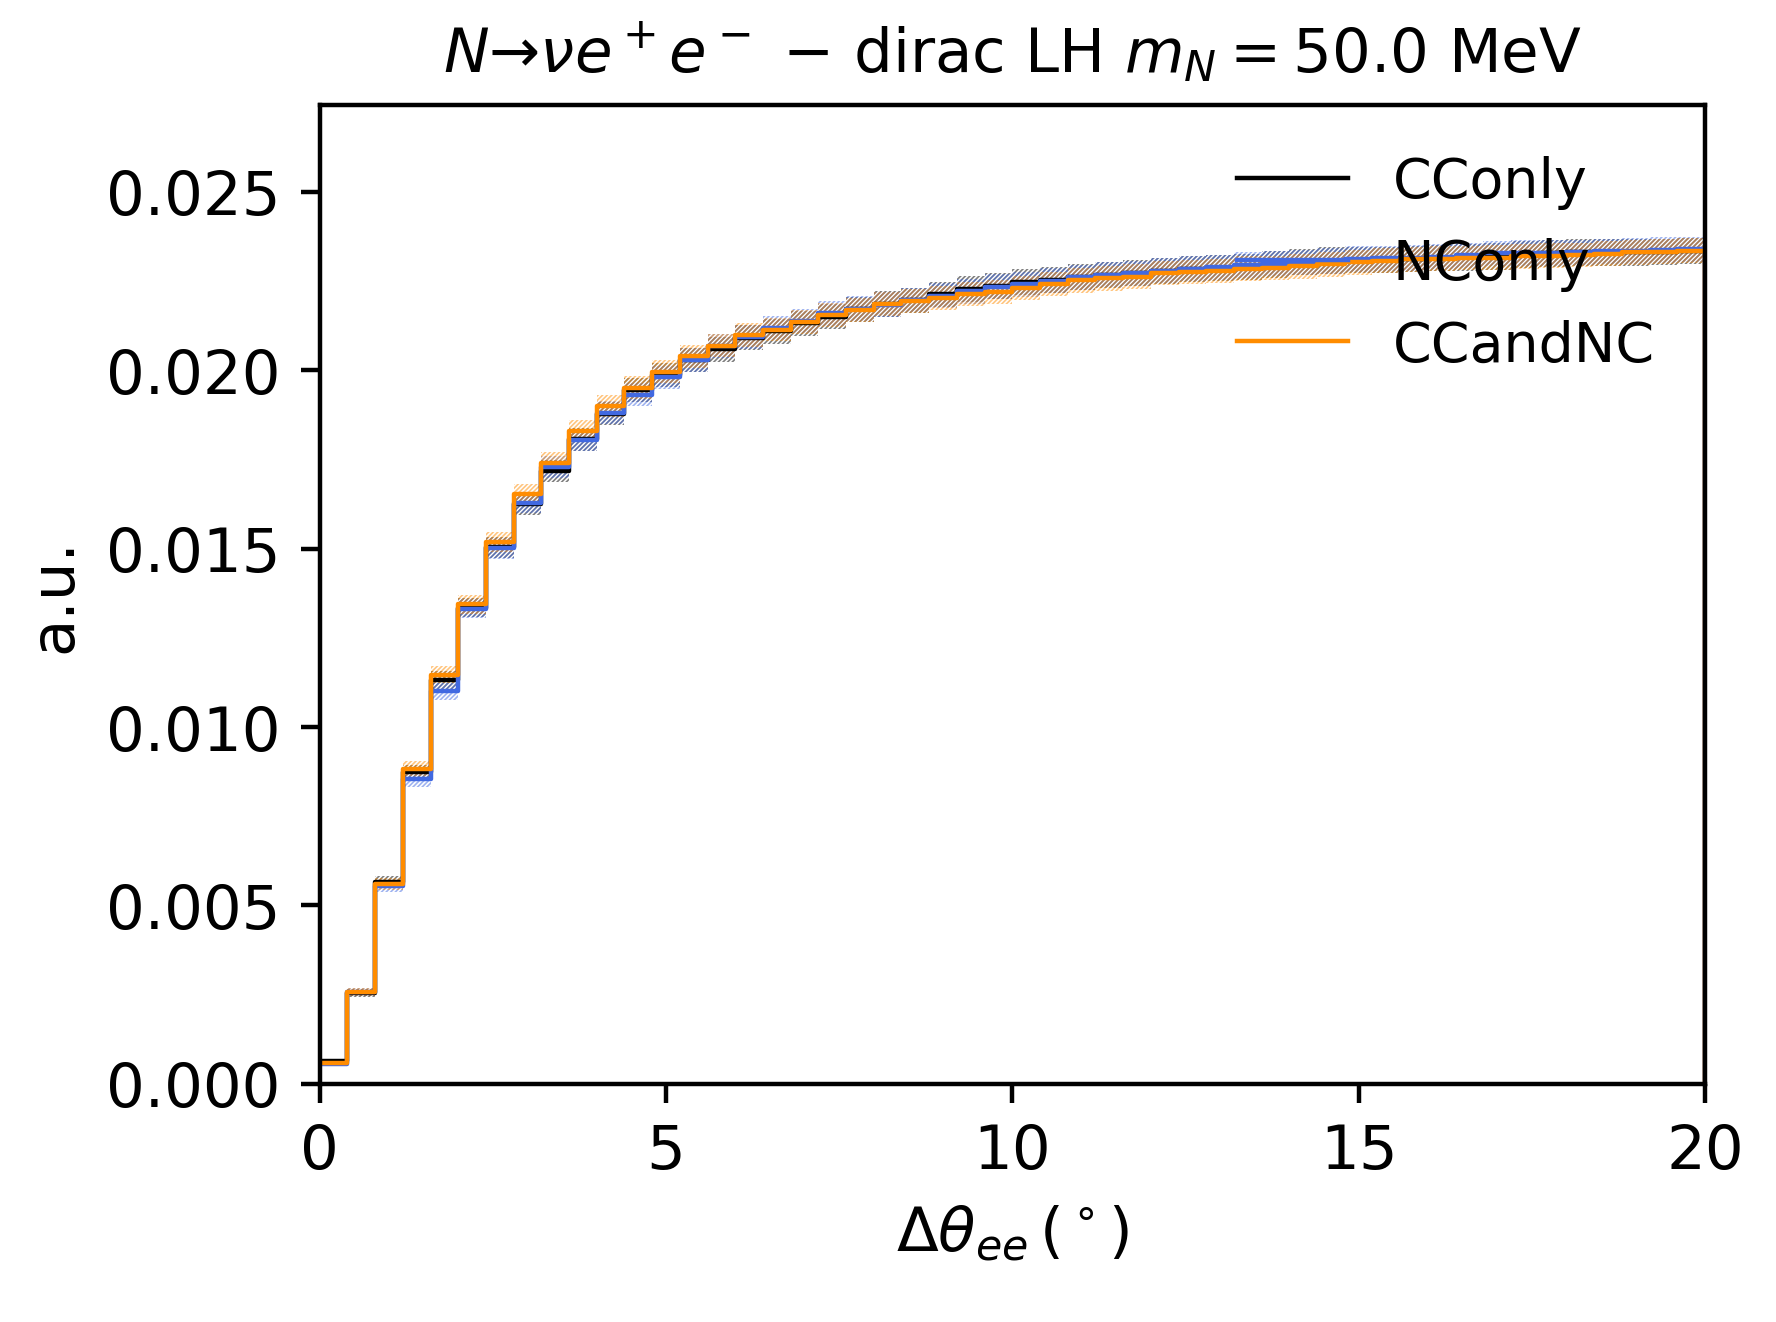 N→νe⁺e⁻ − dirac LH m_N = 50.0 MeV
CConly
NConly
CCandNC
0.025
0.020
0.015
0.010
0.005
0.000
a.u.
0 5 10 15 20
Δθ_ee (°)